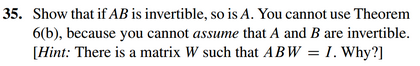 35. Show that if AB is invertible, so is A. You cannot use Theorem
6(b), because you cannot assume that A and B are invertible.
[Hint: There is a matrix W such that ABW = I. Why?]